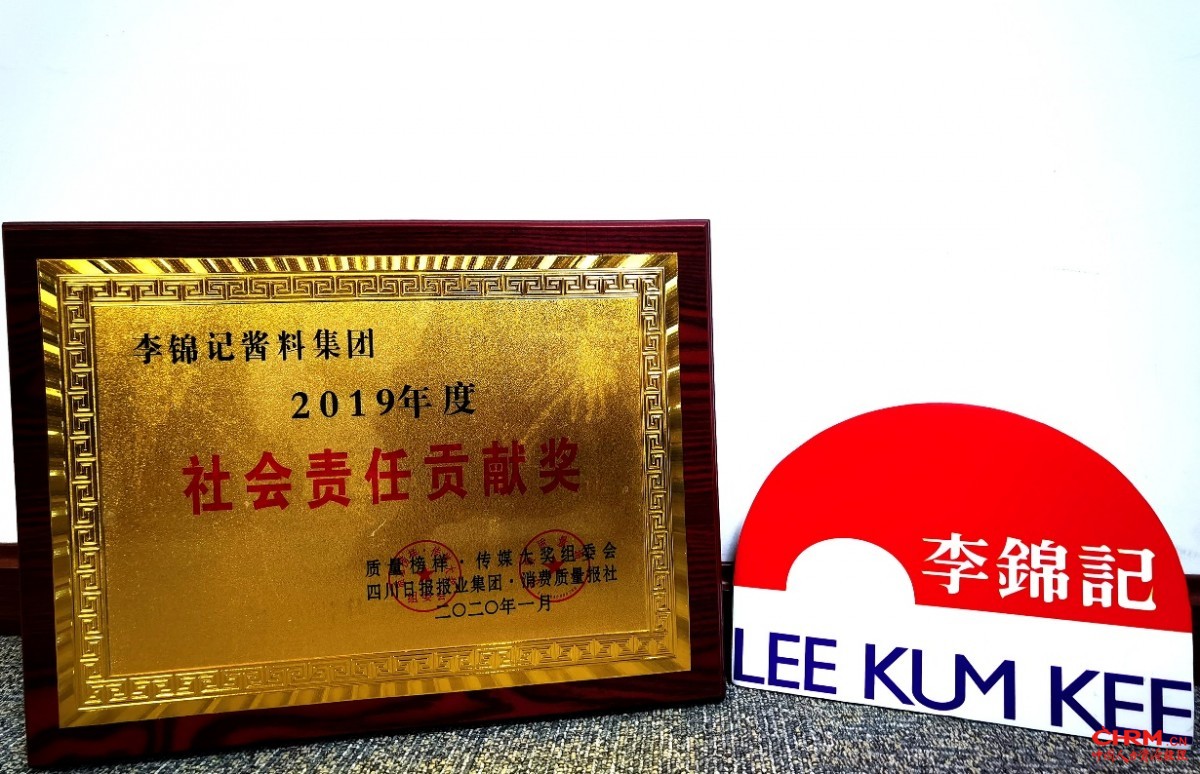 李锦记酱料集团
2019年度
社会责任贡献奖
质量榜样·传媒大奖组委会
四川日报报业集团·消费质量报社
二〇二〇年一月
李錦記
LEE KUM KEE
CHRM.CN